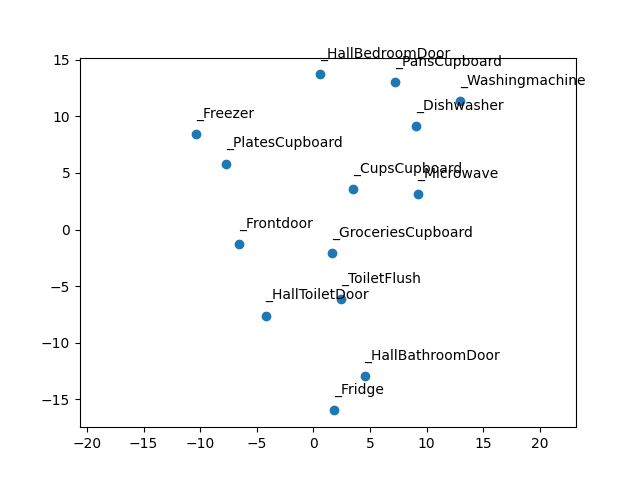 _HallBedroomDoor
_PansCupboard
_Washingmachine
_Dishwasher
_Freezer
_PlatesCupboard
_CupsCupboard
_Microwave
_Frontdoor
_GroceriesCupboard
_ToiletFlush
_HallToiletDoor
_HallBathroomDoor
_Fridge
15
10
5
0
−5
−10
−15
−20 −15 −10 −5 0 5 10 15 20